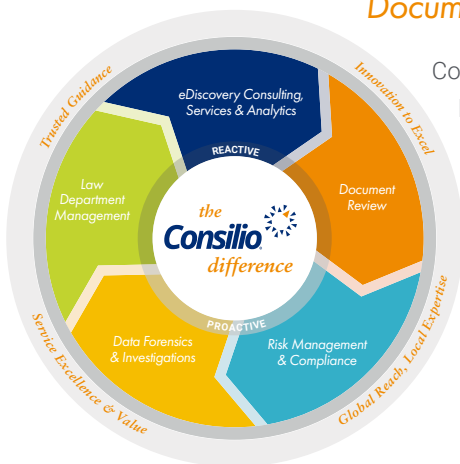 Docum
Co
Trusted Guidance
Innovation to Excel
eDiscovery Consulting,
Services & Analytics
REACTIVE
Law
Department
Management
Document
Review
the
Consilio
difference
PROACTIVE
Data Forensics
& Investigations
Risk Management
& Compliance
Service Excellence & Value
Global Reach, Local Expertise